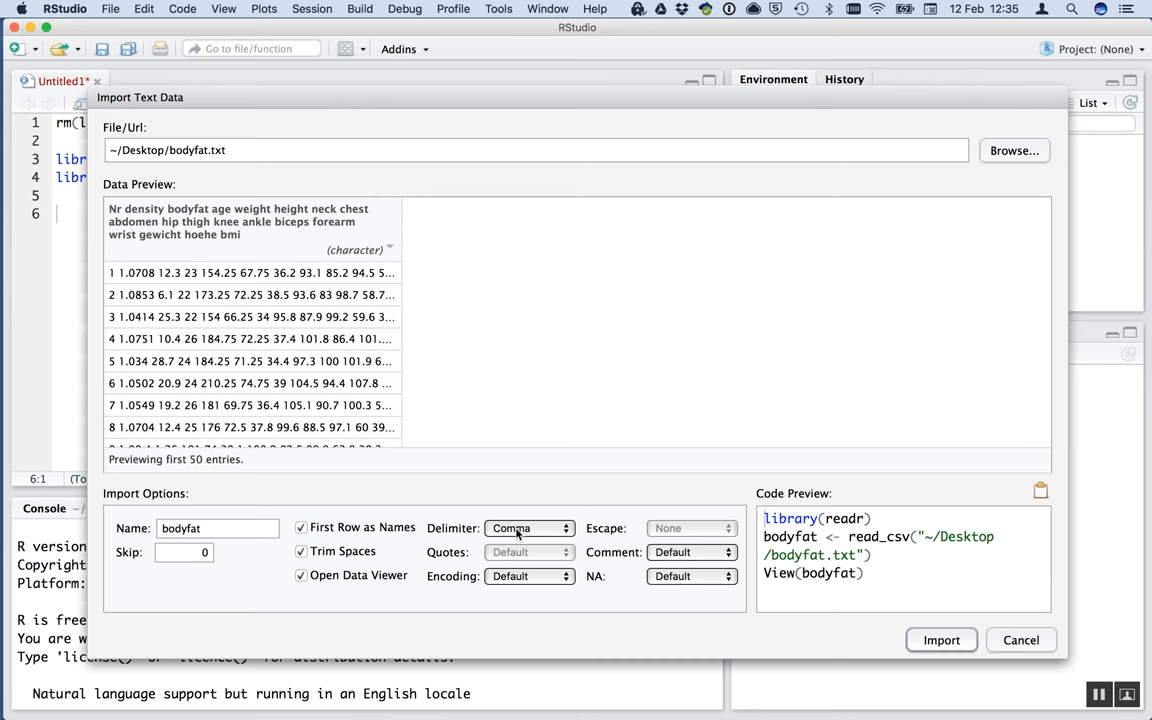 RStudio File Edit Code View Plots Session Build Debug Profile Tools Window Help 12 Feb 12:35
RStudio
Go to file/function Addins Project: (None)
Untitled1* Environment History
List
Import Text Data
1 rm(l
2
3 libr
4 libr
5
6
File/Url:
~/Desktop/bodyfat.txt Browse...
Data Preview:
Nr density bodyfat age weight height neck chest
abdomen hip thigh knee ankle biceps forearm
wrist gewicht hoehe bmi
(character)
1 1.0708 12.3 23 154.25 67.75 36.2 93.1 85.2 94.5 5...
2 1.0853 6.1 22 173.25 72.25 38.5 93.6 83 98.7 58.7...
3 1.0414 25.3 22 154 66.25 34 95.8 87.9 99.2 59.6 3...
4 1.0751 10.4 26 184.75 72.25 37.4 101.8 86.4 101....
5 1.034 28.7 24 184.25 71.25 34.4 97.3 100 101.9 6...
6 1.0502 20.9 24 210.25 74.75 39 104.5 94.4 107.8 ...
7 1.0549 19.2 26 181 69.75 36.4 105.1 90.7 100.3 5...
8 1.0704 12.4 25 176 72.5 37.8 99.6 88.5 97.1 60 39...
Previewing first 50 entries.
6:1 (To
Import Options:
Name: bodyfat
Skip: 0
First Row as Names
Trim Spaces
Open Data Viewer
Delimiter: Comma
Quotes: Default
Encoding: Default
Escape: None
Comment: Default
NA: Default
Code Preview:
library(readr)
bodyfat <- read_csv("~/Desktop
/bodyfat.txt")
View(bodyfat)
Import Cancel
Console ~/
R version
Copyright
Platform:
R is free
You are w
Type 'license()' or 'licence()' for distribution details.
Natural language support but running in an English locale